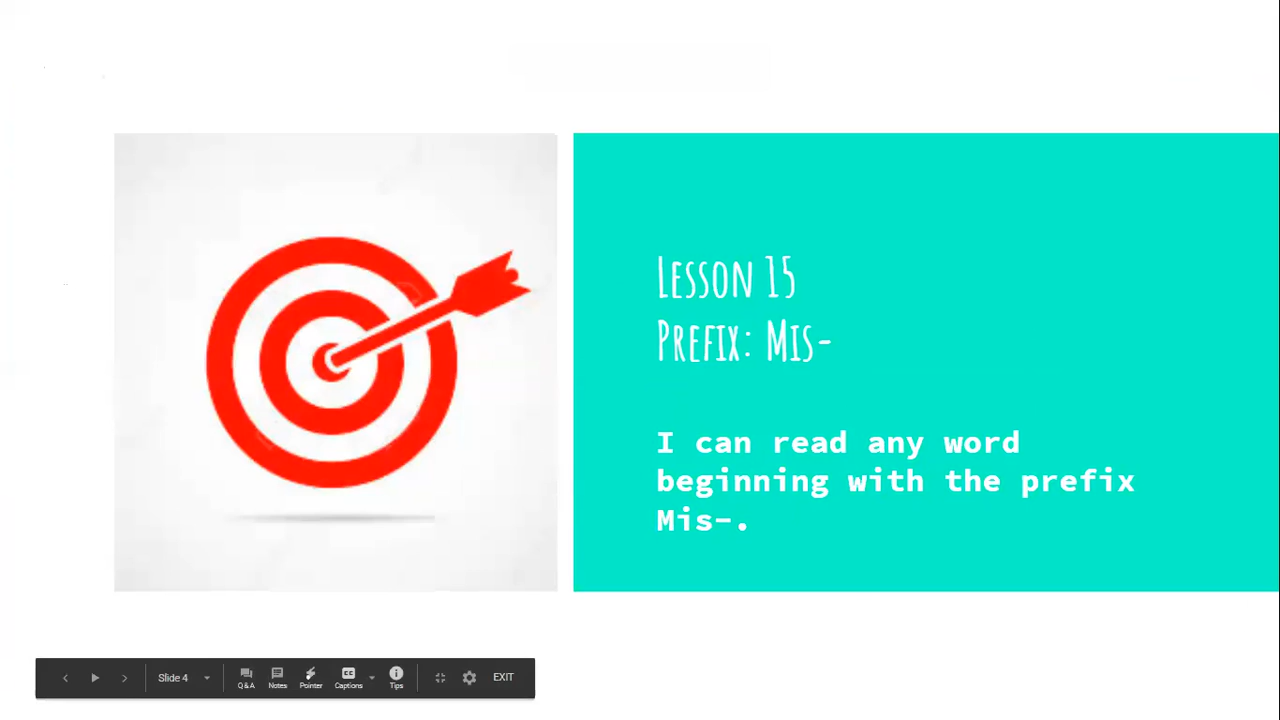 Lesson 15
Prefix: Mis-
I can read any word
beginning with the prefix
Mis-.
Slide 4
Q&A
Notes
Pointer
CC
Captions
Tips
EXIT